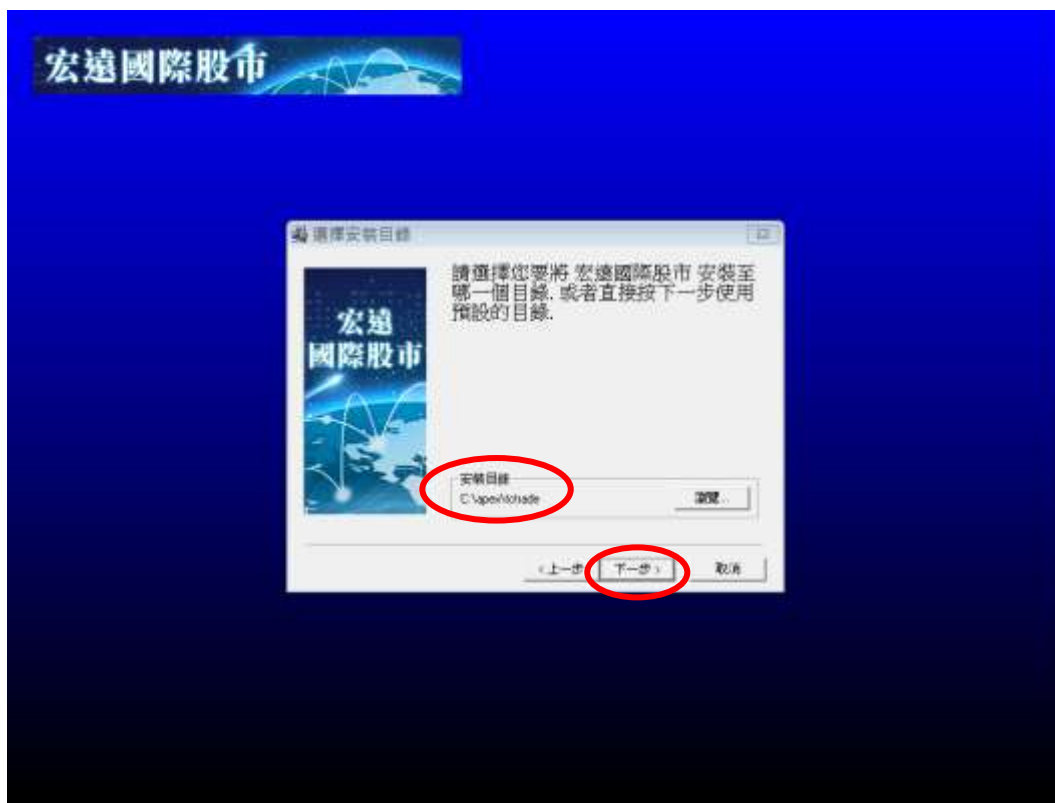 宏遠國際股市
選擇安裝目錄
請選擇您要將 宏遠國際股市 安裝至
哪一個目錄. 或者直接按下一步使用
預設的目錄.
宏遠
國際股市
安裝目錄
瀏覽...
<上一步
下一步>
取消